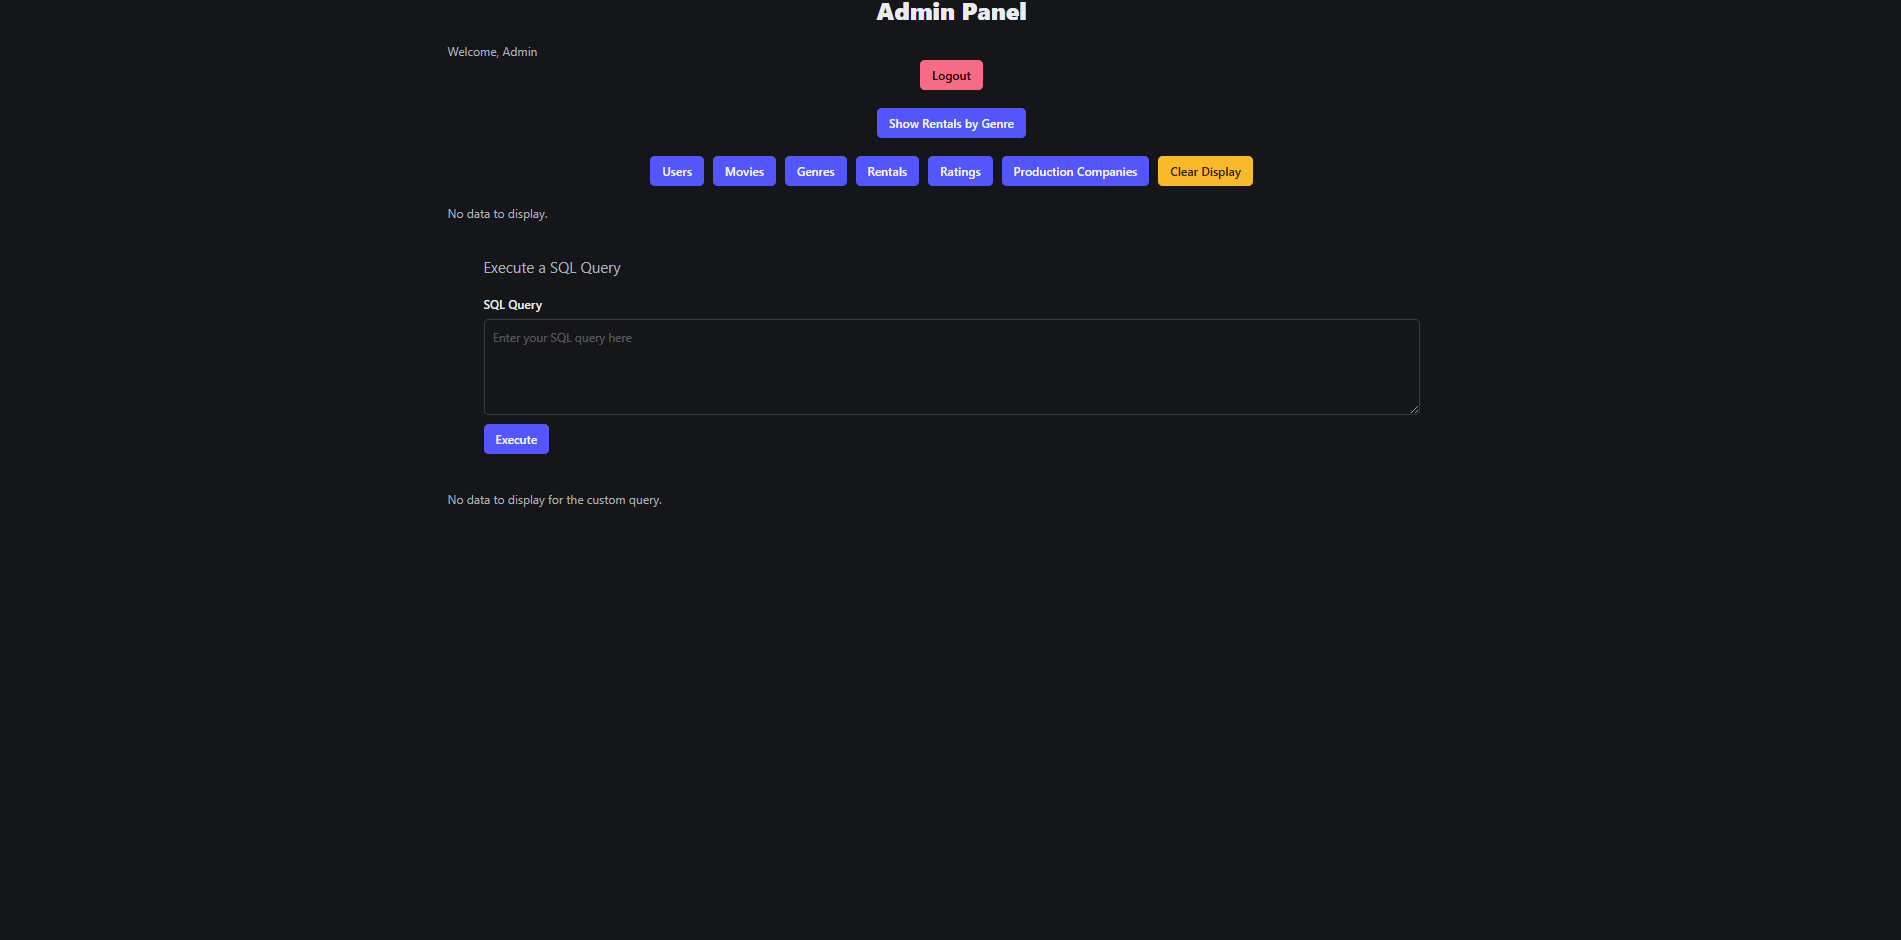 Admin Panel
Welcome, Admin
Logout
Show Rentals by Genre
Users Movies Genres Rentals Ratings Production Companies Clear Display
No data to display.
Execute a SQL Query
SQL Query
Enter your SQL query here
Execute
No data to display for the custom query.